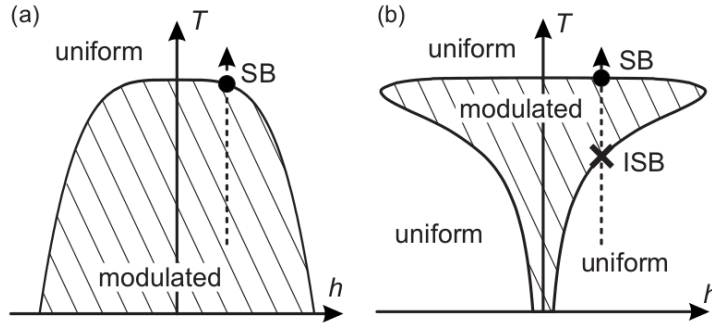 (a)
T
uniform
SB
modulated
h
(b)
T
uniform
SB
modulated
ISB
uniform
uniform
h